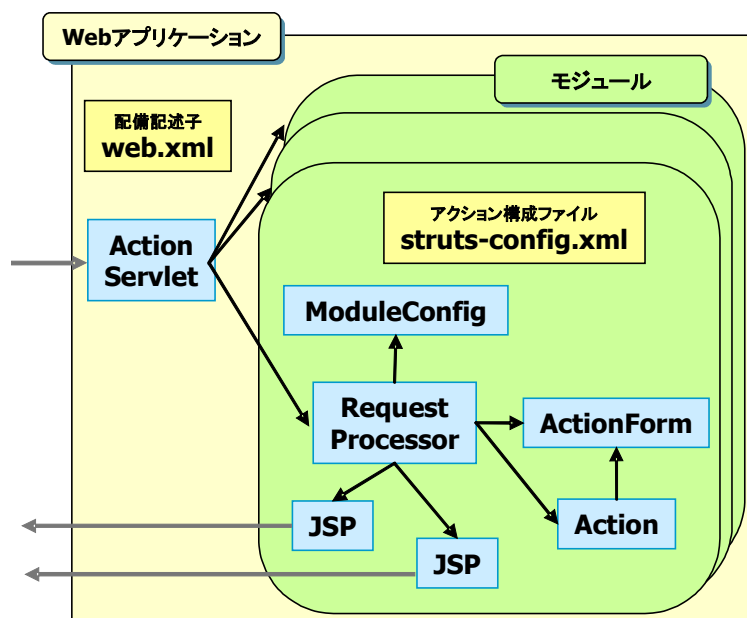 Webアプリケーション
モジュール
配備記述子
web.xml
アクション構成ファイル
struts-config.xml
Action
Servlet
ModuleConfig
Request
Processor
ActionForm
JSP
Action
JSP